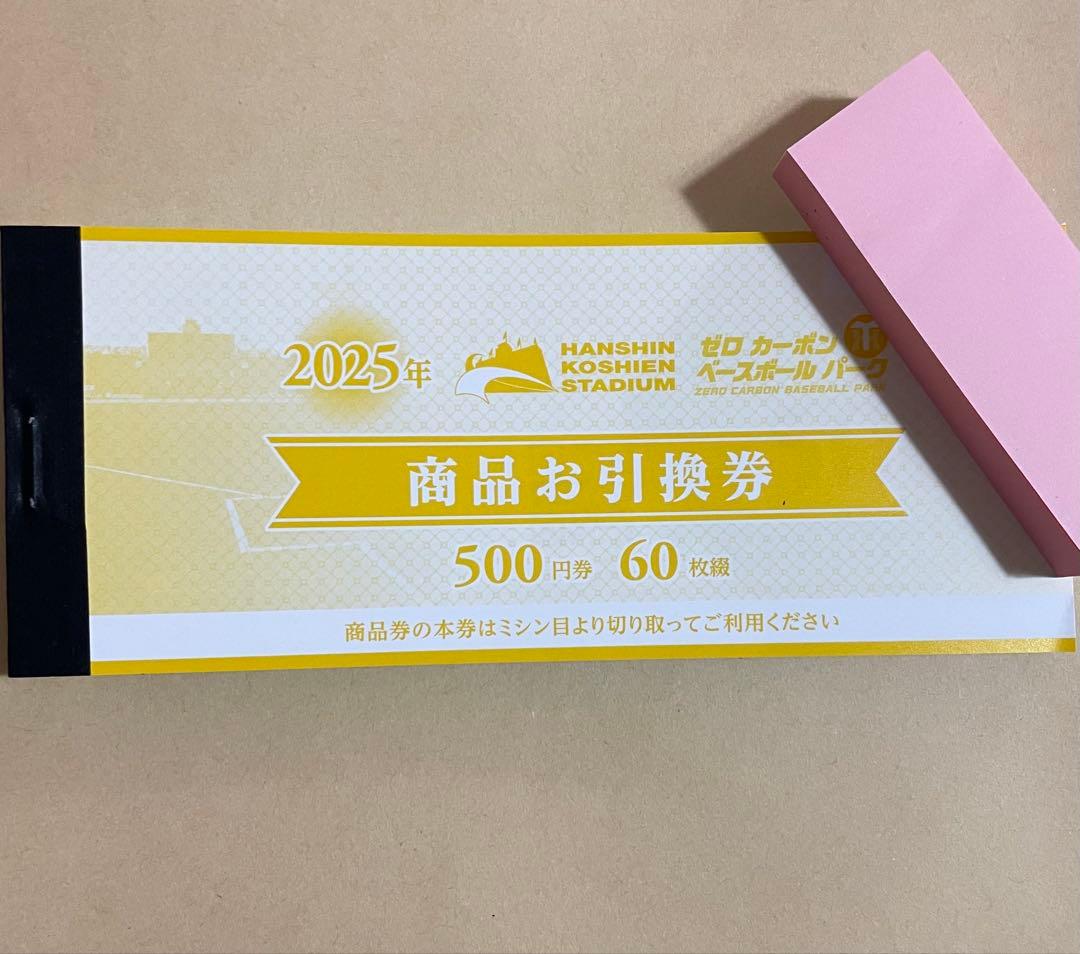 2025年
HANSHIN
KOSHIEN
STADIUM
ゼロ カーボン
ベースボール パーク
ZERO CARBON BASEBALL
商品お引換券
500円券 60枚綴
商品券の本券はミシン目より切り取ってご利用ください